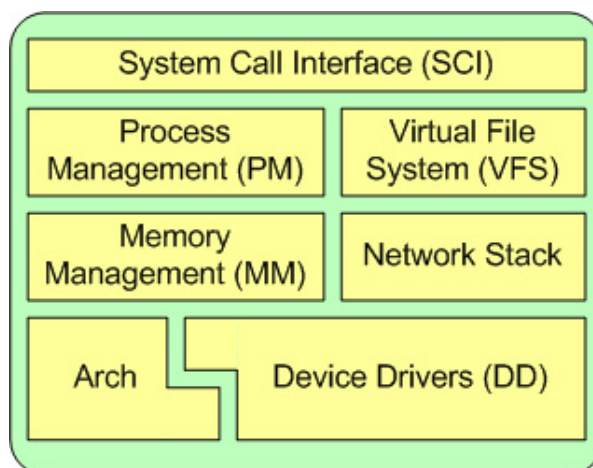 System Call Interface (SCI)
Process
Management (PM)
Virtual File
System (VFS)
Memory
Management (MM)
Network Stack
Arch
Device Drivers (DD)